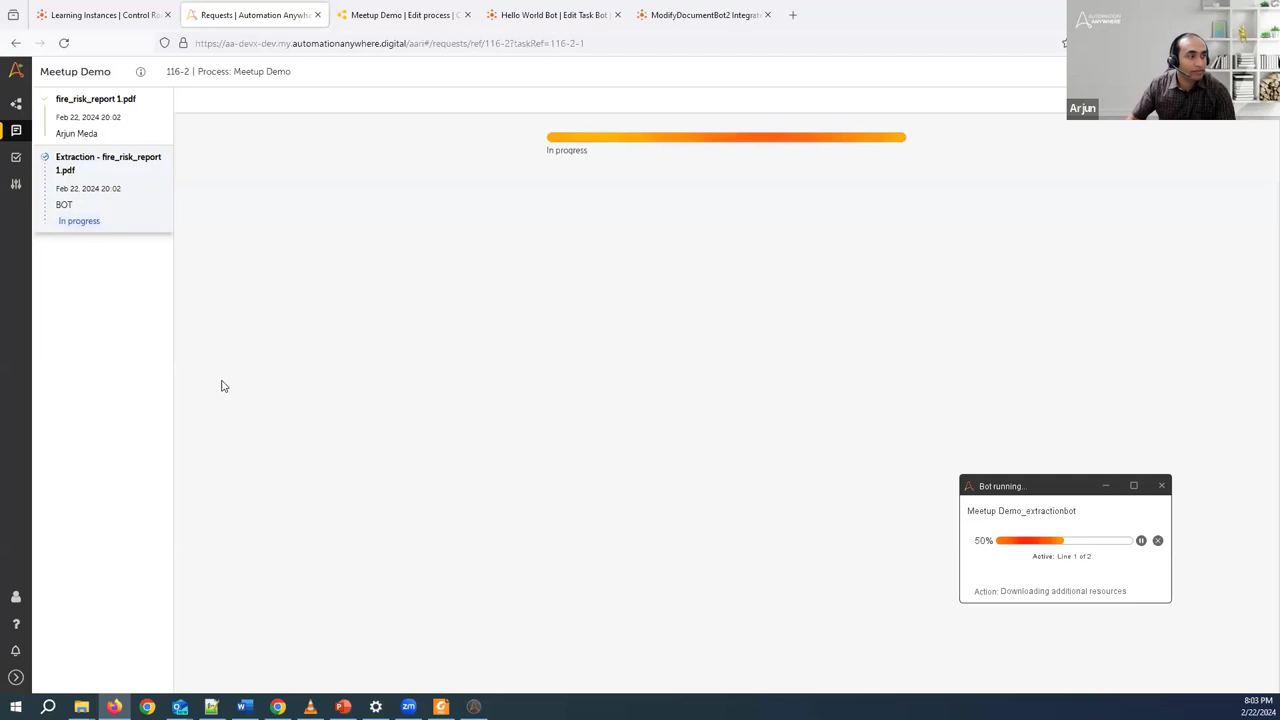 Learning Instances | Control Ro
Requests | Automation Anywhe
Meetup Demo | Edit process | C
Hello World Bot | Edit Task Bot
ModifyDocumentBot2 Integrat
https://aa-devx-dev.my.automationanywhere.digital/aari#/requests/ref/116-2?taskRef=116-2-1
AUTOMATION ANYWHERE
Meetup Demo
116-2 | Process: Meetup Demo
Arjun
fire_risk_report 1.pdf
Feb 22, 2024 20:02
Arjun Meda
In progress
Extraction - fire_risk_report
1.pdf
Feb 22, 2024 20:02
BOT
In progress
Bot running...
Meetup Demo_extractionbot
50%
Active: Line 1 of 2
Action: Downloading additional resources
8:03 PM
2/22/2024